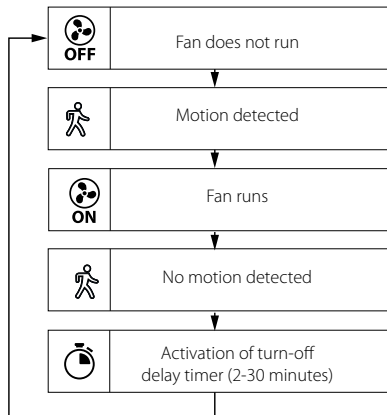 OFF
Fan does not run
Motion detected
ON
Fan runs
No motion detected
Activation of turn-off
delay timer (2-30 minutes)